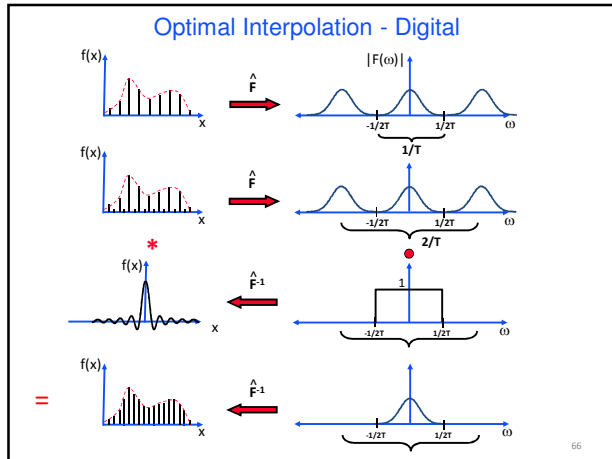 Optimal Interpolation - Digital
f(x)
|F(ω)|
^
F
x
-1/2T
1/2T
ω
1/T
f(x)
^
F
x
-1/2T
1/2T
ω
2/T
*
f(x)
^
F-1
1
x
-1/2T
1/2T
ω
f(x)
^
F-1
=
x
-1/2T
1/2T
ω
66